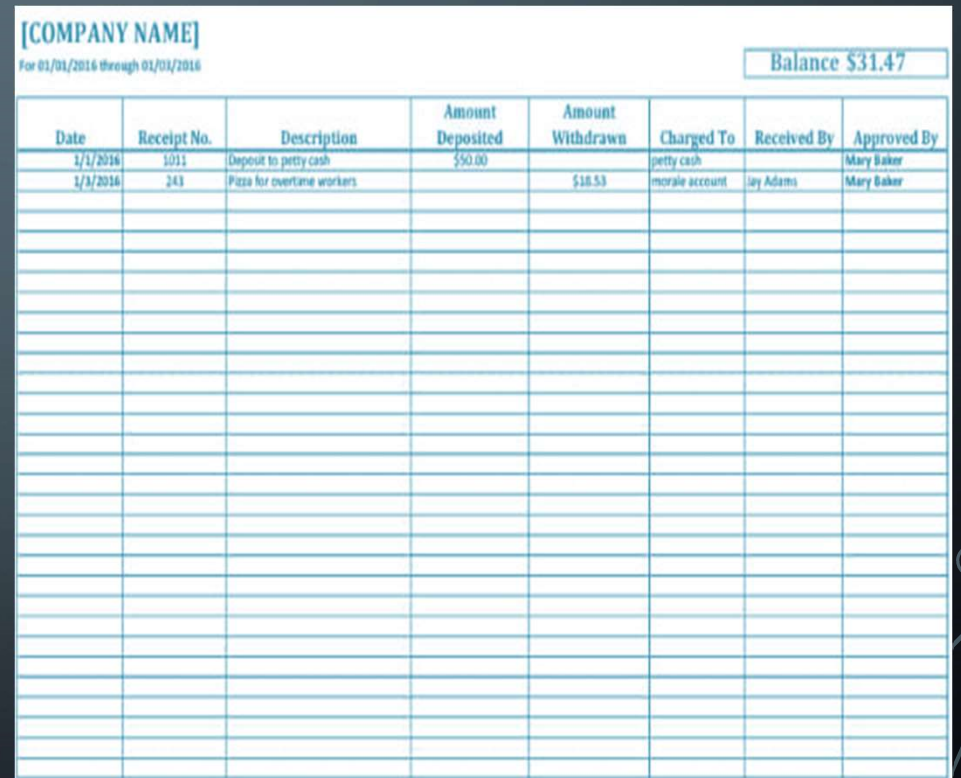 [COMPANY NAME]
For 01/01/2016 through 01/03/2016
Balance $31.47
Date Receipt No. Description Amount Deposited Amount Withdrawn Charged To Received By Approved By
1/1/2016 1011 Deposit to petty cash $50.00 petty cash Mary Baker
1/3/2016 243 Pizza for overtime workers $18.53 morale account Jay Adams Mary Baker